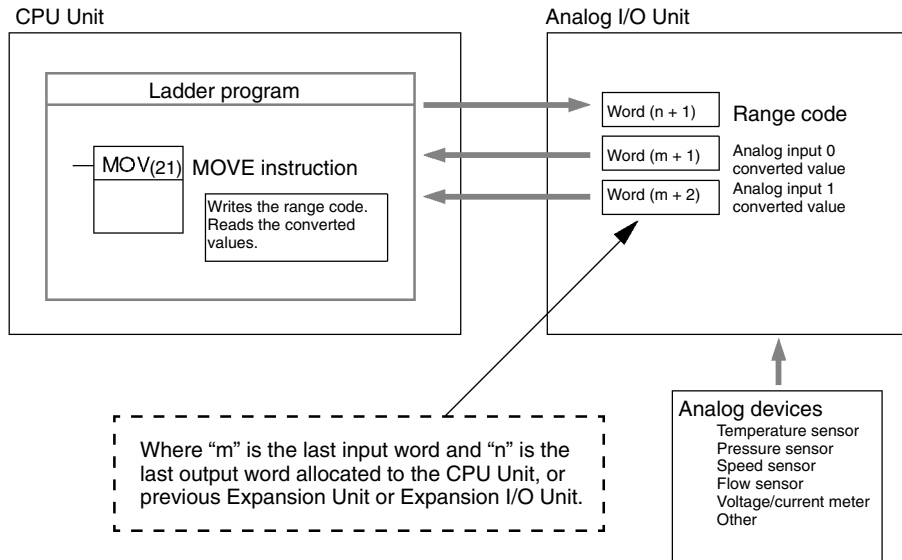 CPU Unit
Analog I/O Unit
Ladder program
MOV(21)
MOVE instruction
Writes the range code.
Reads the converted
values.
Word (n + 1)
Range code
Word (m + 1)
Analog input 0
converted value
Word (m + 2)
Analog input 1
converted value
Where “m” is the last input word and “n” is the
last output word allocated to the CPU Unit, or
previous Expansion Unit or Expansion I/O Unit.
Analog devices
Temperature sensor
Pressure sensor
Speed sensor
Flow sensor
Voltage/current meter
Other